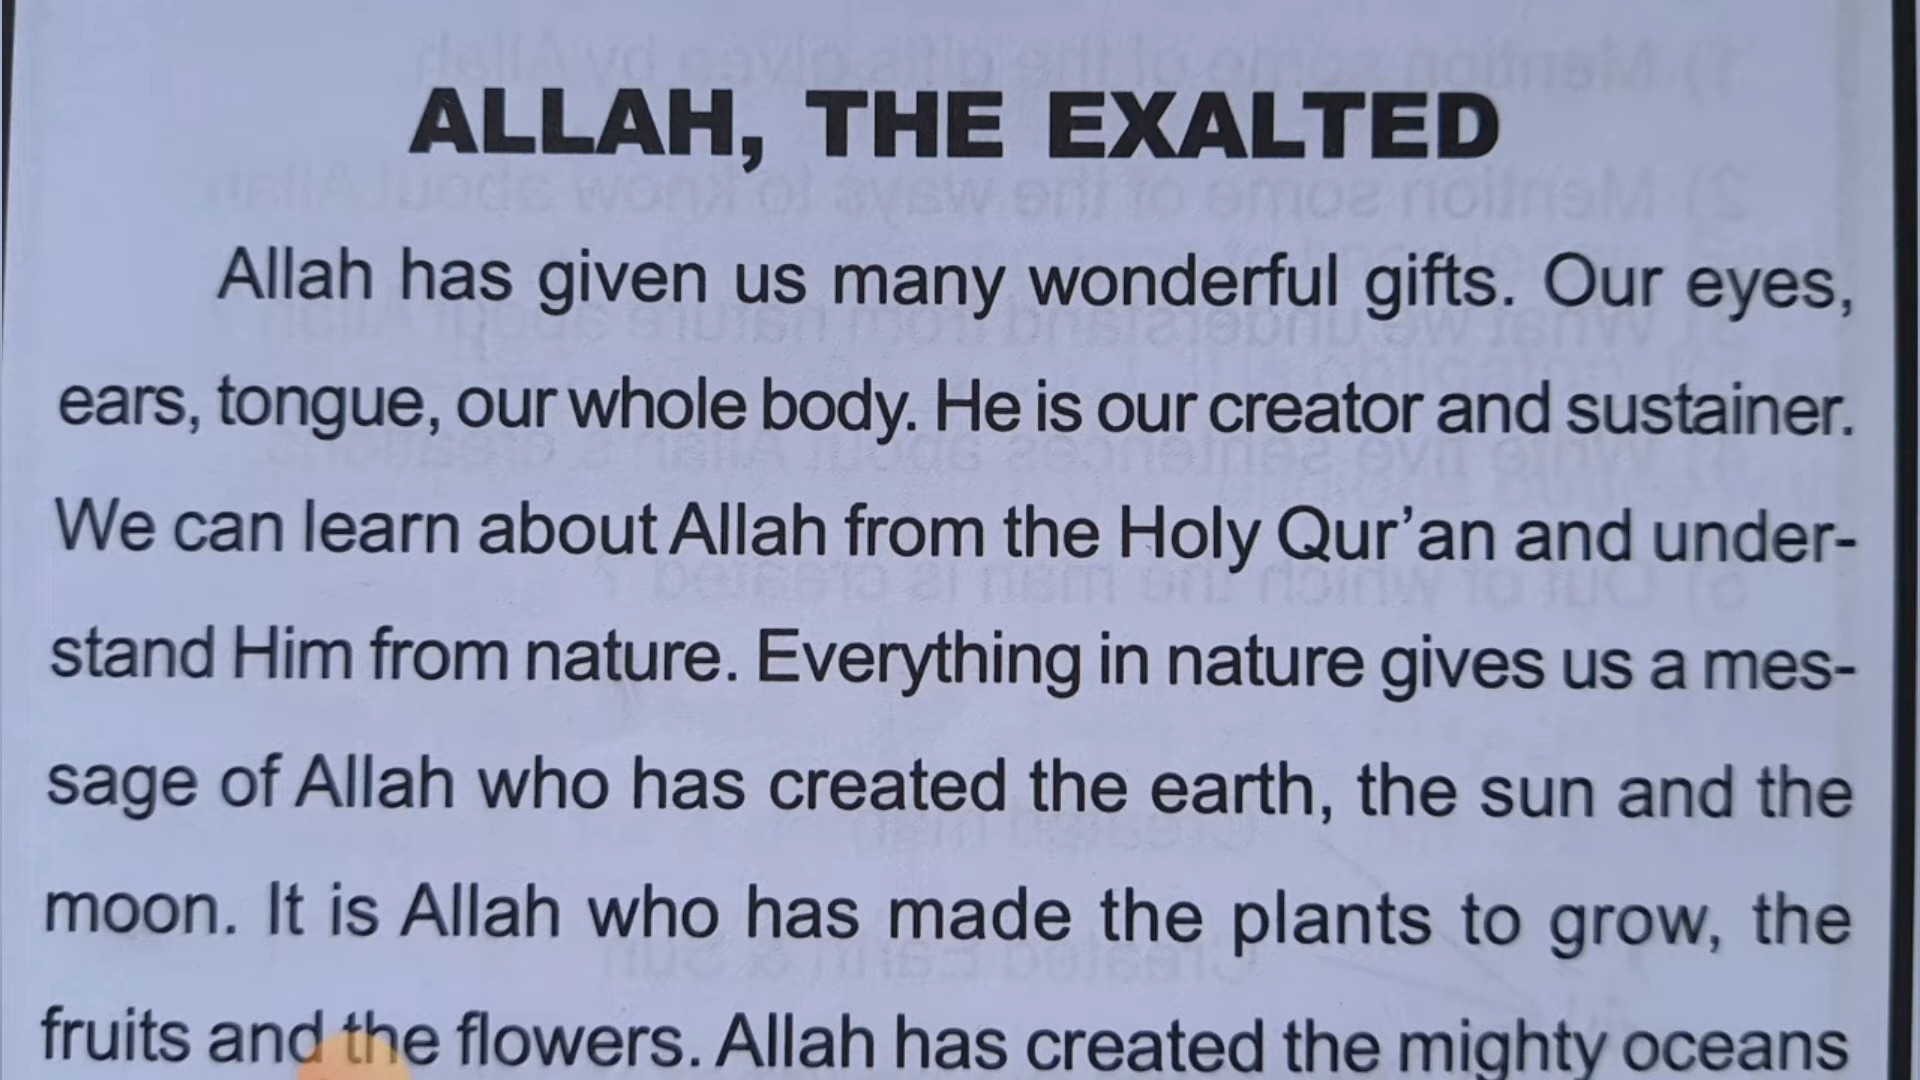 ALLAH, THE EXALTED
Allah has given us many wonderful gifts. Our eyes,
ears, tongue, our whole body. He is our creator and sustainer.
We can learn about Allah from the Holy Qur’an and under-
stand Him from nature. Everything in nature gives us a mes-
sage of Allah who has created the earth, the sun and the
moon. It is Allah who has made the plants to grow, the
fruits and the flowers. Allah has created the mighty oceans